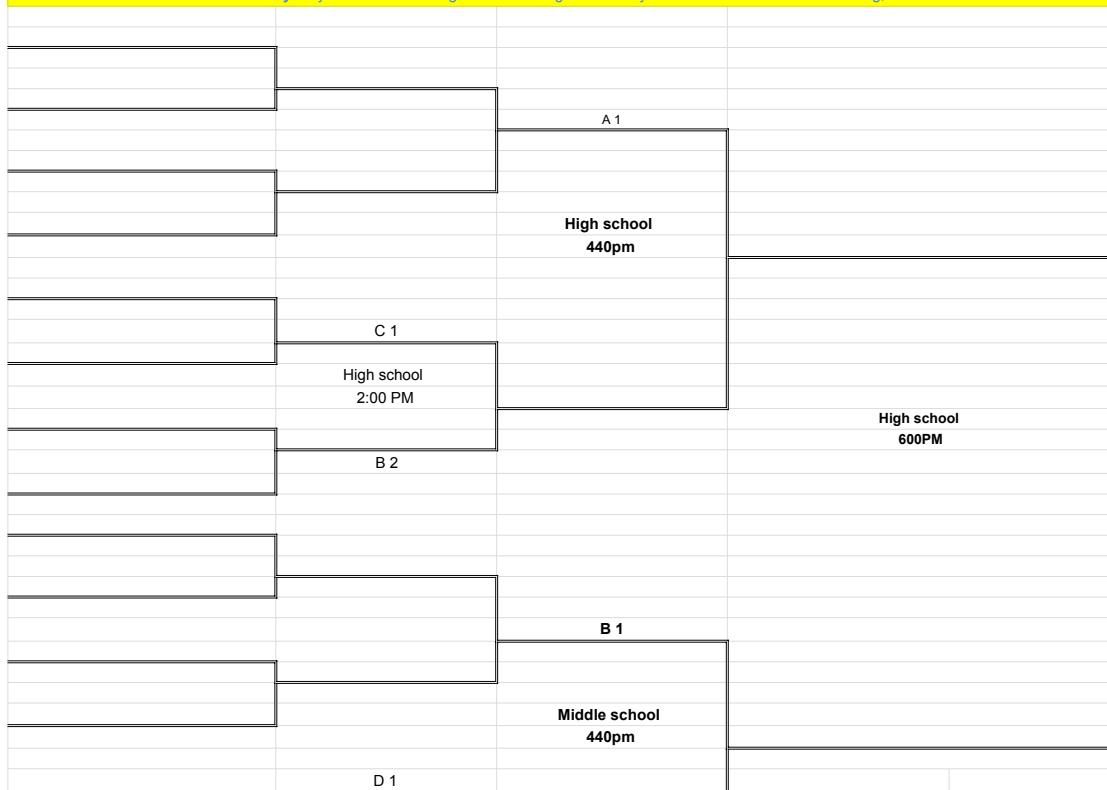 A 1
High school
440pm
C 1
High school
2:00 PM
High school
600PM
B 2
B 1
Middle school
440pm
D 1